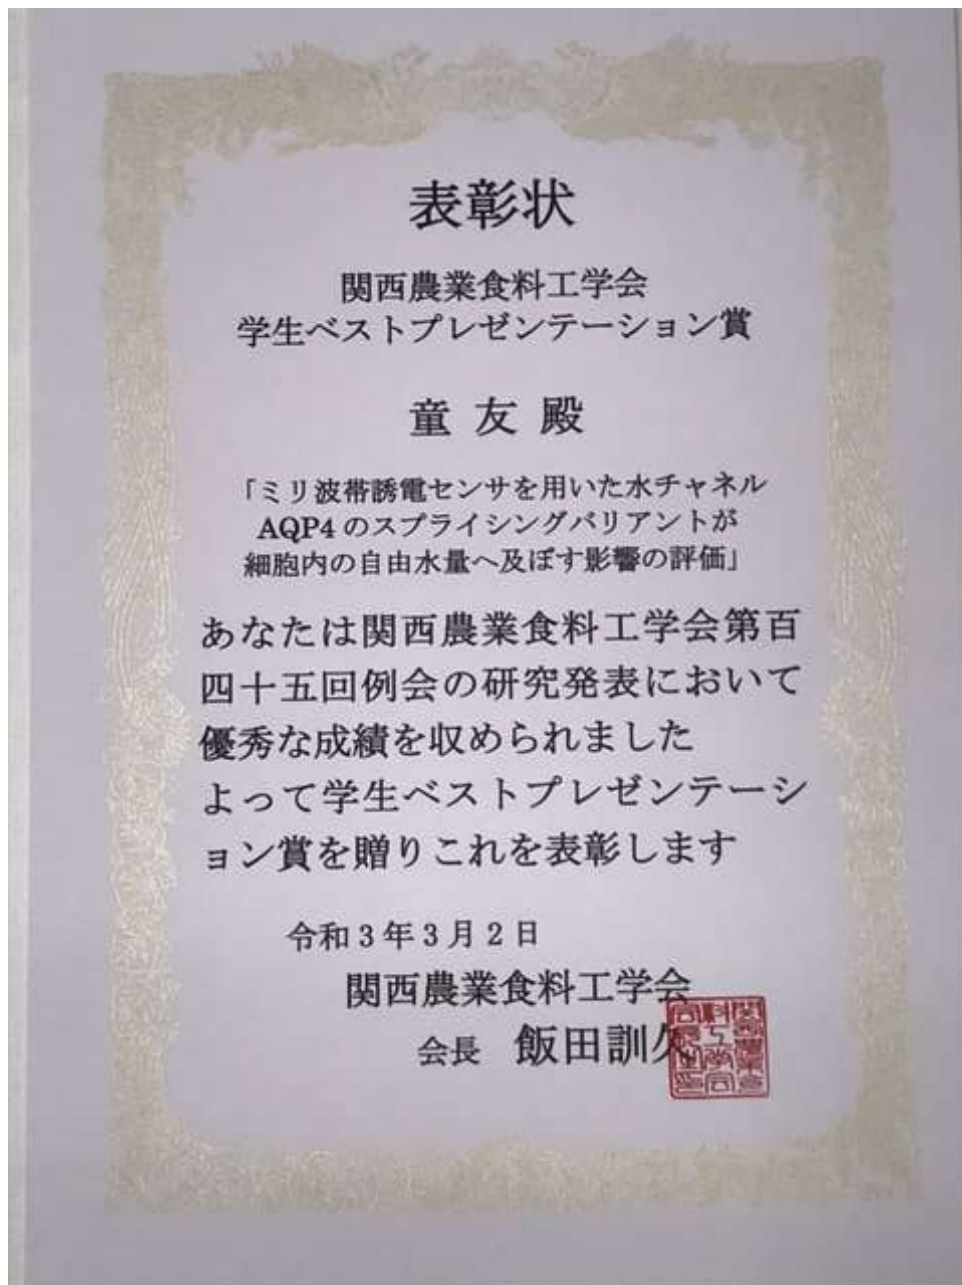 表彰状
関西農業食料工学会
学生ベストプレゼンテーション賞
童 友 殿
「ミリ波帯誘電センサを用いた水チャネル
AQP4 のスプライシングバリアントが
細胞内の自由水量へ及ぼす影響の評価」
あなたは関西農業食料工学会第百
四十五回例会の研究発表において
優秀な成績を収められました
よって学生ベストプレゼンテーシ
ョン賞を贈りこれを表彰します
令和3年3月2日
関西農業食料工学会
会長 飯田訓久